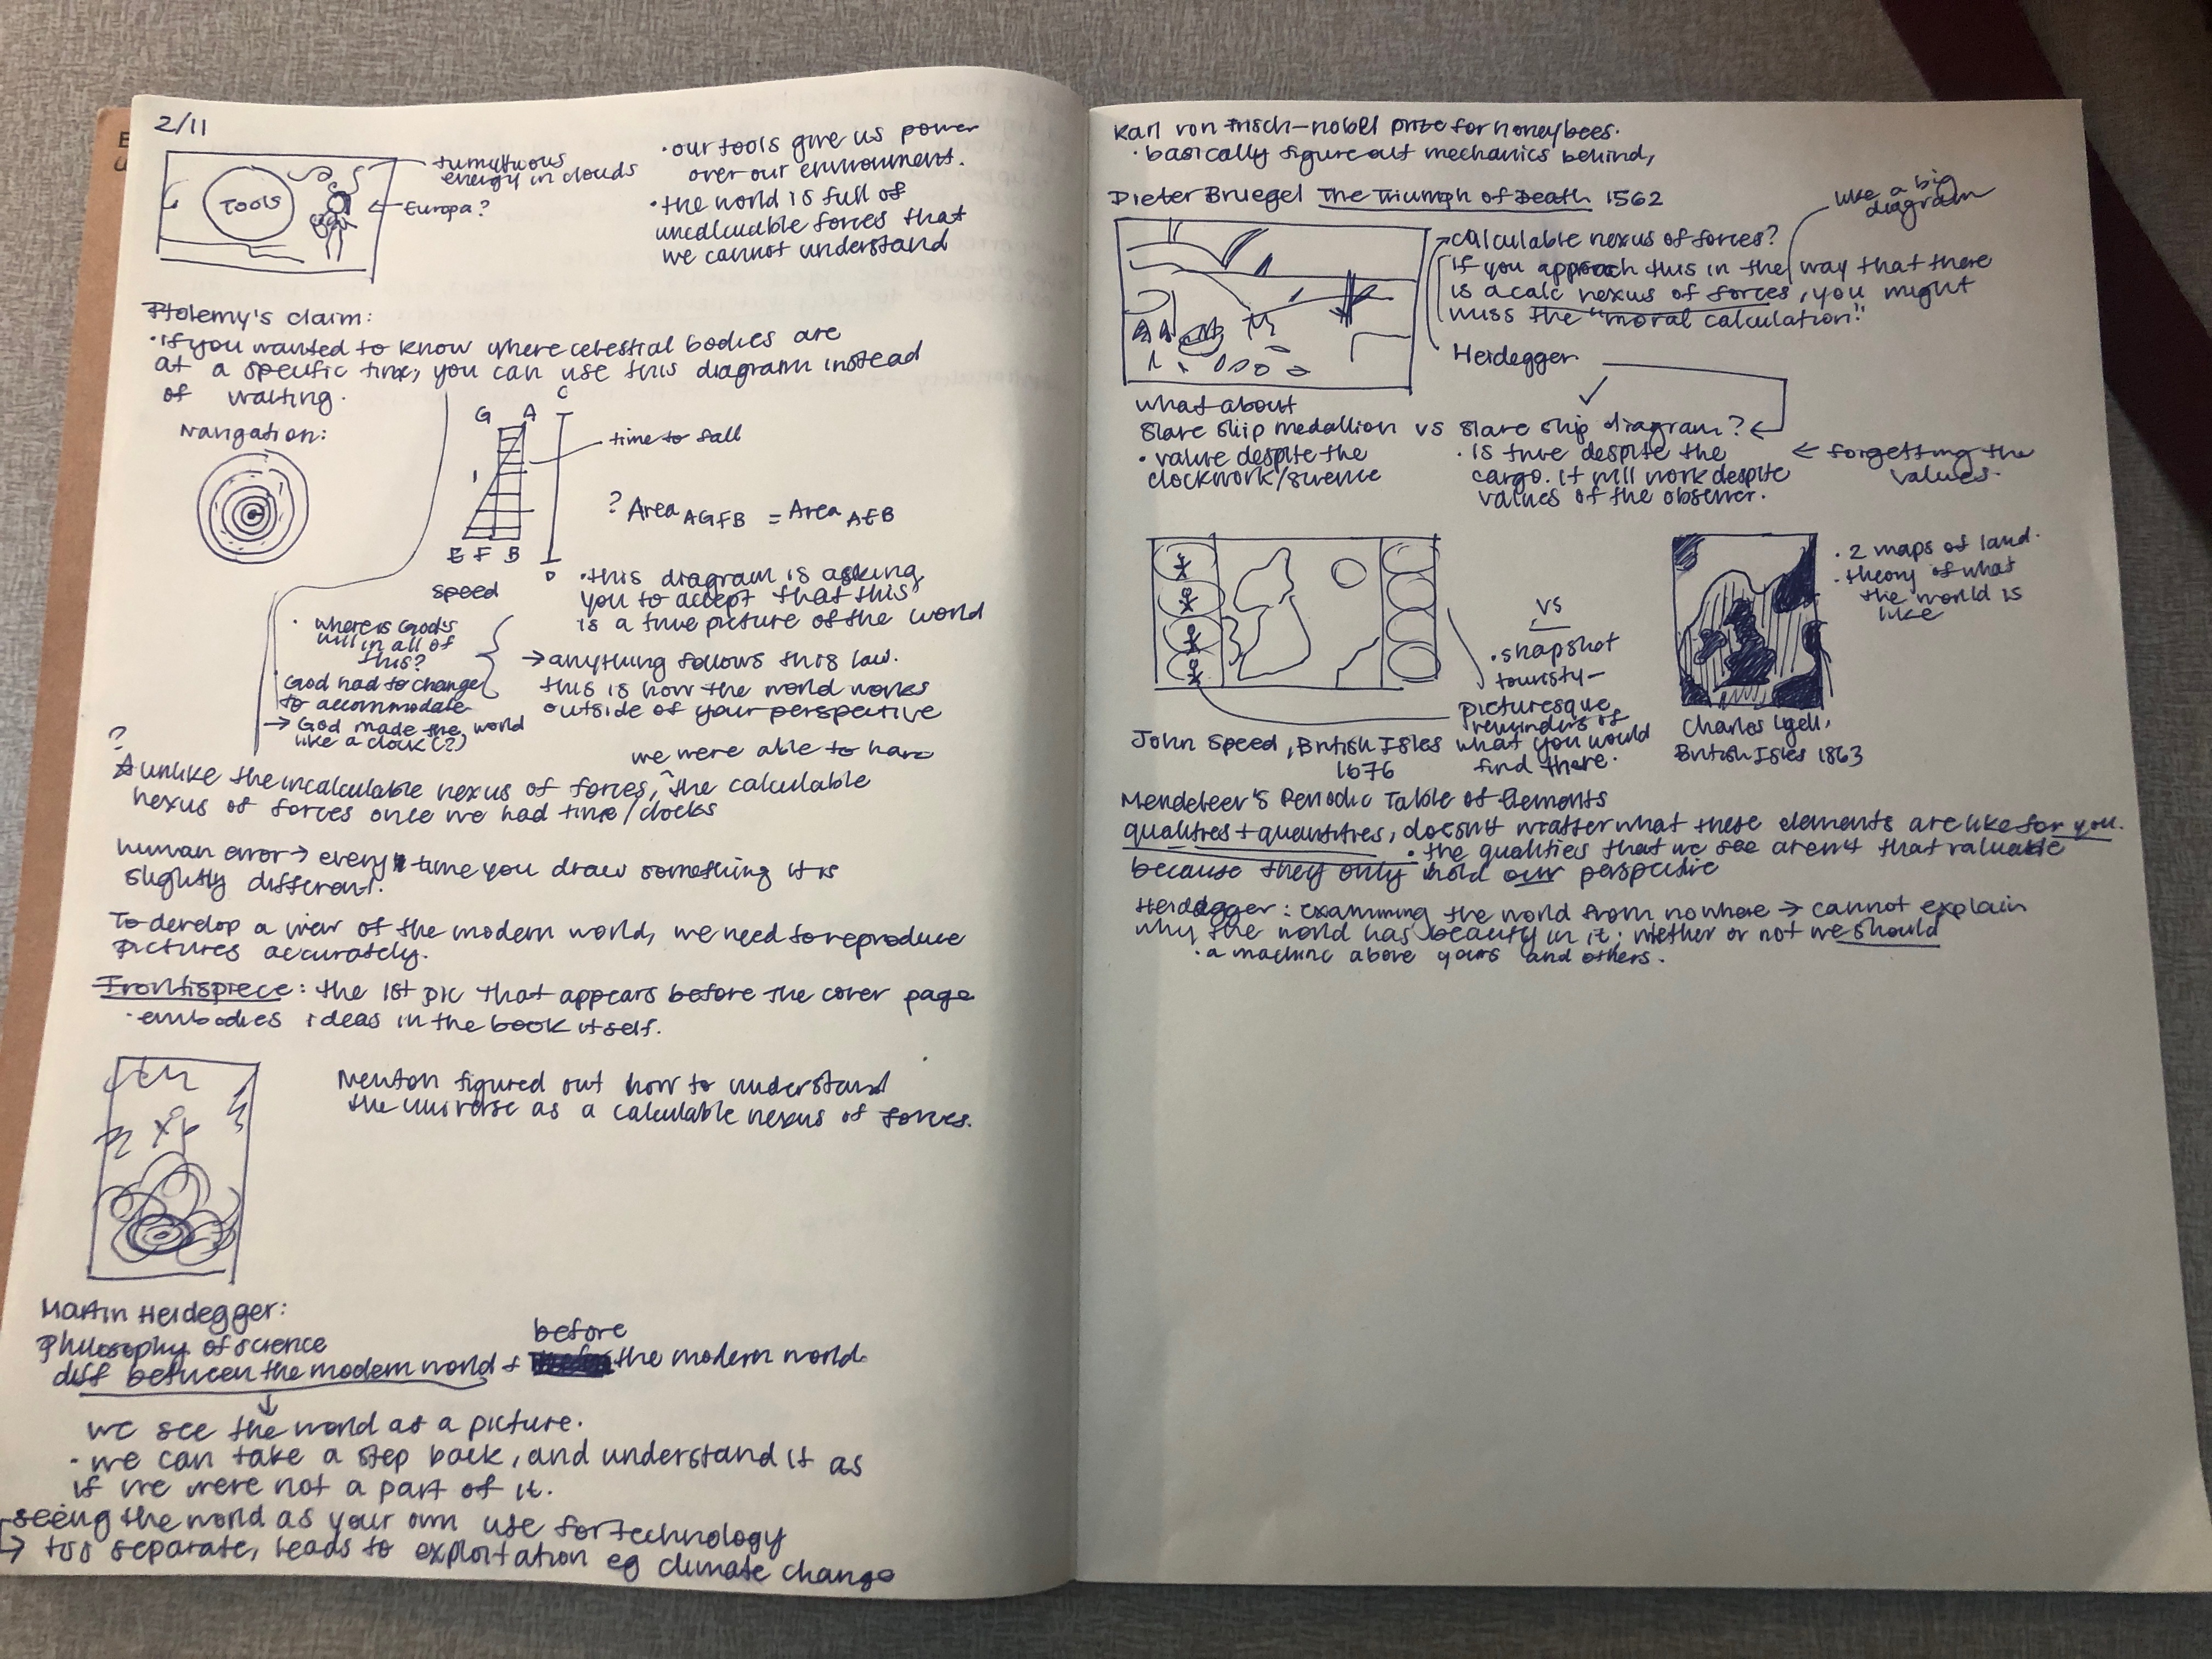 2/11
TOOLS
tumultuous
energy in clouds
Europa?
• our tools give us power
over our environment.
• the world is full of
uncalculable forces that
we cannot understand
Ptolemy's claim:
• if you wanted to know where celestial bodies are
at a specific time, you can use this diagram instead
of waiting.
Navigation:
G A C
time to fall
E F B D
speed
? Area AGFB = Area AEB
• this diagram is asking
you to accept that this
is a true picture of the world
→ anything follows this law.
this is how the world works
outside of your perspective
• where is God's
will in all of
this?
• God had to change
to accommodate
→ God made the world
like a clock (?)
?
we were able to have
unlike the incalculable nexus of forces, ^ the calculable
nexus of forces once we had time/clocks
human error → every time you draw something it is
slightly different.
To develop a view of the modern world, we need to reproduce
pictures accurately.
Frontispiece: the 1st pic that appears before the cover page
• embodies ideas in the book itself.
Newton figured out how to understand
the universe as a calculable nexus of forces.
Martin Heidegger:
philosophy of science
before
diff between the modern world + the modern world.
↓
we see the world as a picture.
• we can take a step back, and understand it as
if we were not a part of it.
seeing the world as your own use for technology
→ too separate, leads to exploitation eg climate change
Karl von Frisch - nobel prize for honeybees.
• basically figure out mechanics behind,
Dieter Bruegel The Triumph of Death 1562
like a big
diagram
→ calculable nexus of forces?
if you approach this in the way that there
is a calc nexus of forces, you might
miss the "moral calculation."
Heidegger
what about
slave ship medallion vs slave ship diagram?
• value despite the
clockwork/science
• is true despite the
cargo. it will work despite
values of the observer.
← forgetting the
values.
vs
• snapshot
touristy-
picturesque
reminders of
what you would
find there.
John Speed, British Isles
1676
• 2 maps of land.
• theory of what
the world is
like
Charles Lyell,
British Isles 1863
Mendeleev's Periodic Table of Elements
qualities + quantities, doesn't matter what these elements are like for you.
• the qualities that we see aren't that valuable
because they only hold our perspective
Heidegger: examining the world from nowhere → cannot explain
why the world has beauty in it; whether or not we should
• a machine above yours and others.